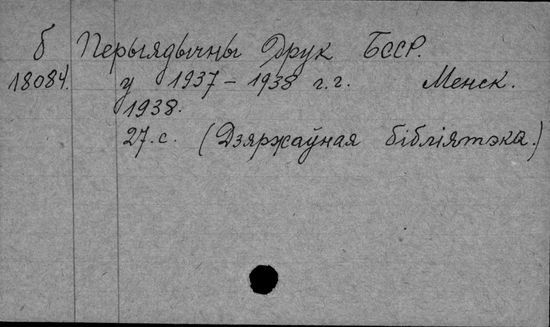 б Перыядычны Друк БССР.
18084. у 1937 - 1938 г.г. Менск.
1938.
27. с. (Дзяржаўная бібліятэка.)